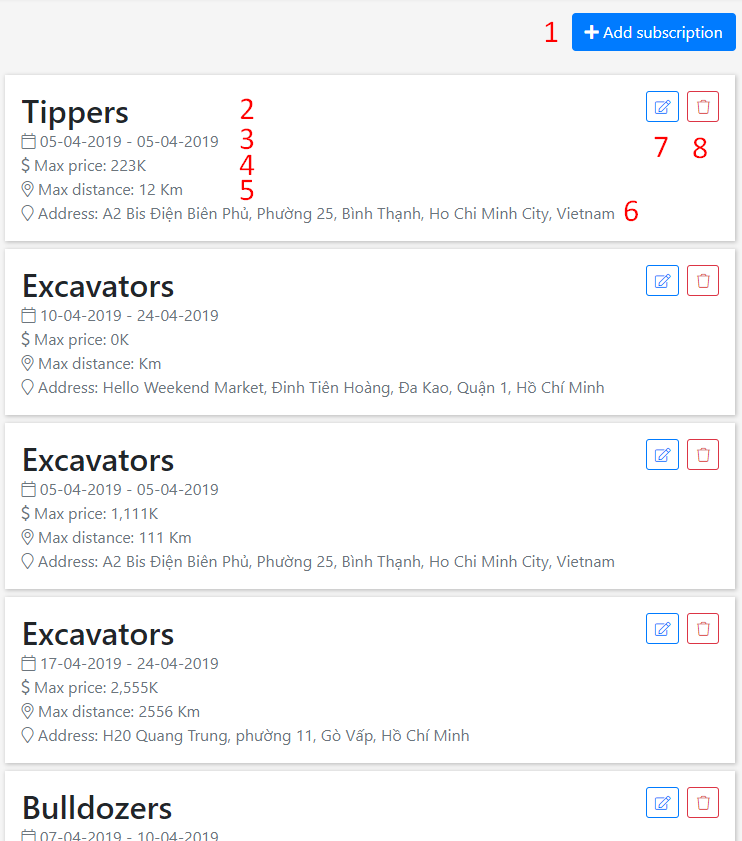 1 Add subscription
Tippers 2
05-04-2019 - 05-04-2019 3
$ Max price: 223K 4
7 8
Max distance: 12 Km 5
Address: A2 Bis Điện Biên Phủ, Phường 25, Bình Thạnh, Ho Chi Minh City, Vietnam 6
Excavators
10-04-2019 - 24-04-2019
$ Max price: 0K
Max distance: Km
Address: Hello Weekend Market, Đinh Tiên Hoàng, Đa Kao, Quận 1, Hồ Chí Minh
Excavators
05-04-2019 - 05-04-2019
$ Max price: 1,111K
Max distance: 111 Km
Address: A2 Bis Điện Biên Phủ, Phường 25, Bình Thạnh, Ho Chi Minh City, Vietnam
Excavators
17-04-2019 - 24-04-2019
$ Max price: 2,555K
Max distance: 2556 Km
Address: H20 Quang Trung, phường 11, Gò Vấp, Hồ Chí Minh
Bulldozers
07-04-2019 - 10-04-2019